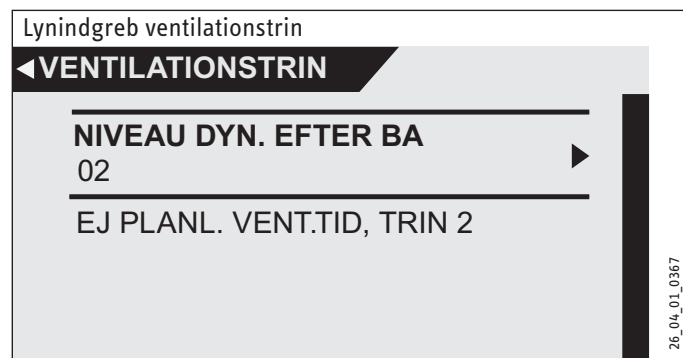 Lynindgreb ventilationstrin
VENTILATIONSTRIN
NIVEAU DYN. EFTER BA
02
EJ PLANL. VENT.TID, TRIN 2
26_04_01_0367